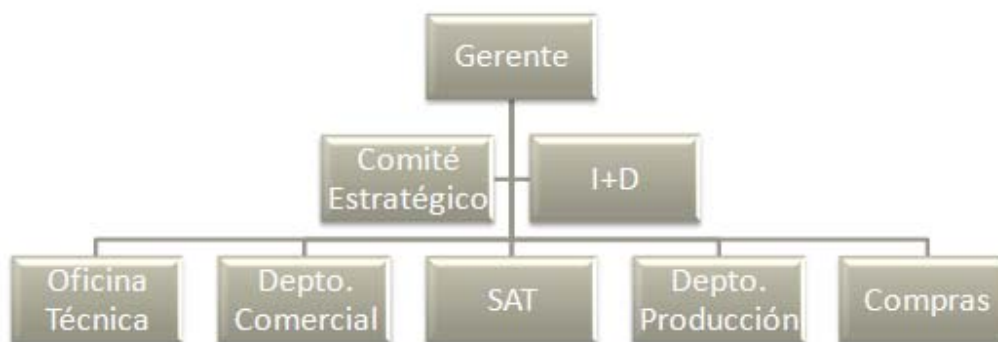 Gerente
Comité
Estratégico
I+D
Oficina
Técnica
Depto.
Comercial
SAT
Depto.
Producción
Compras